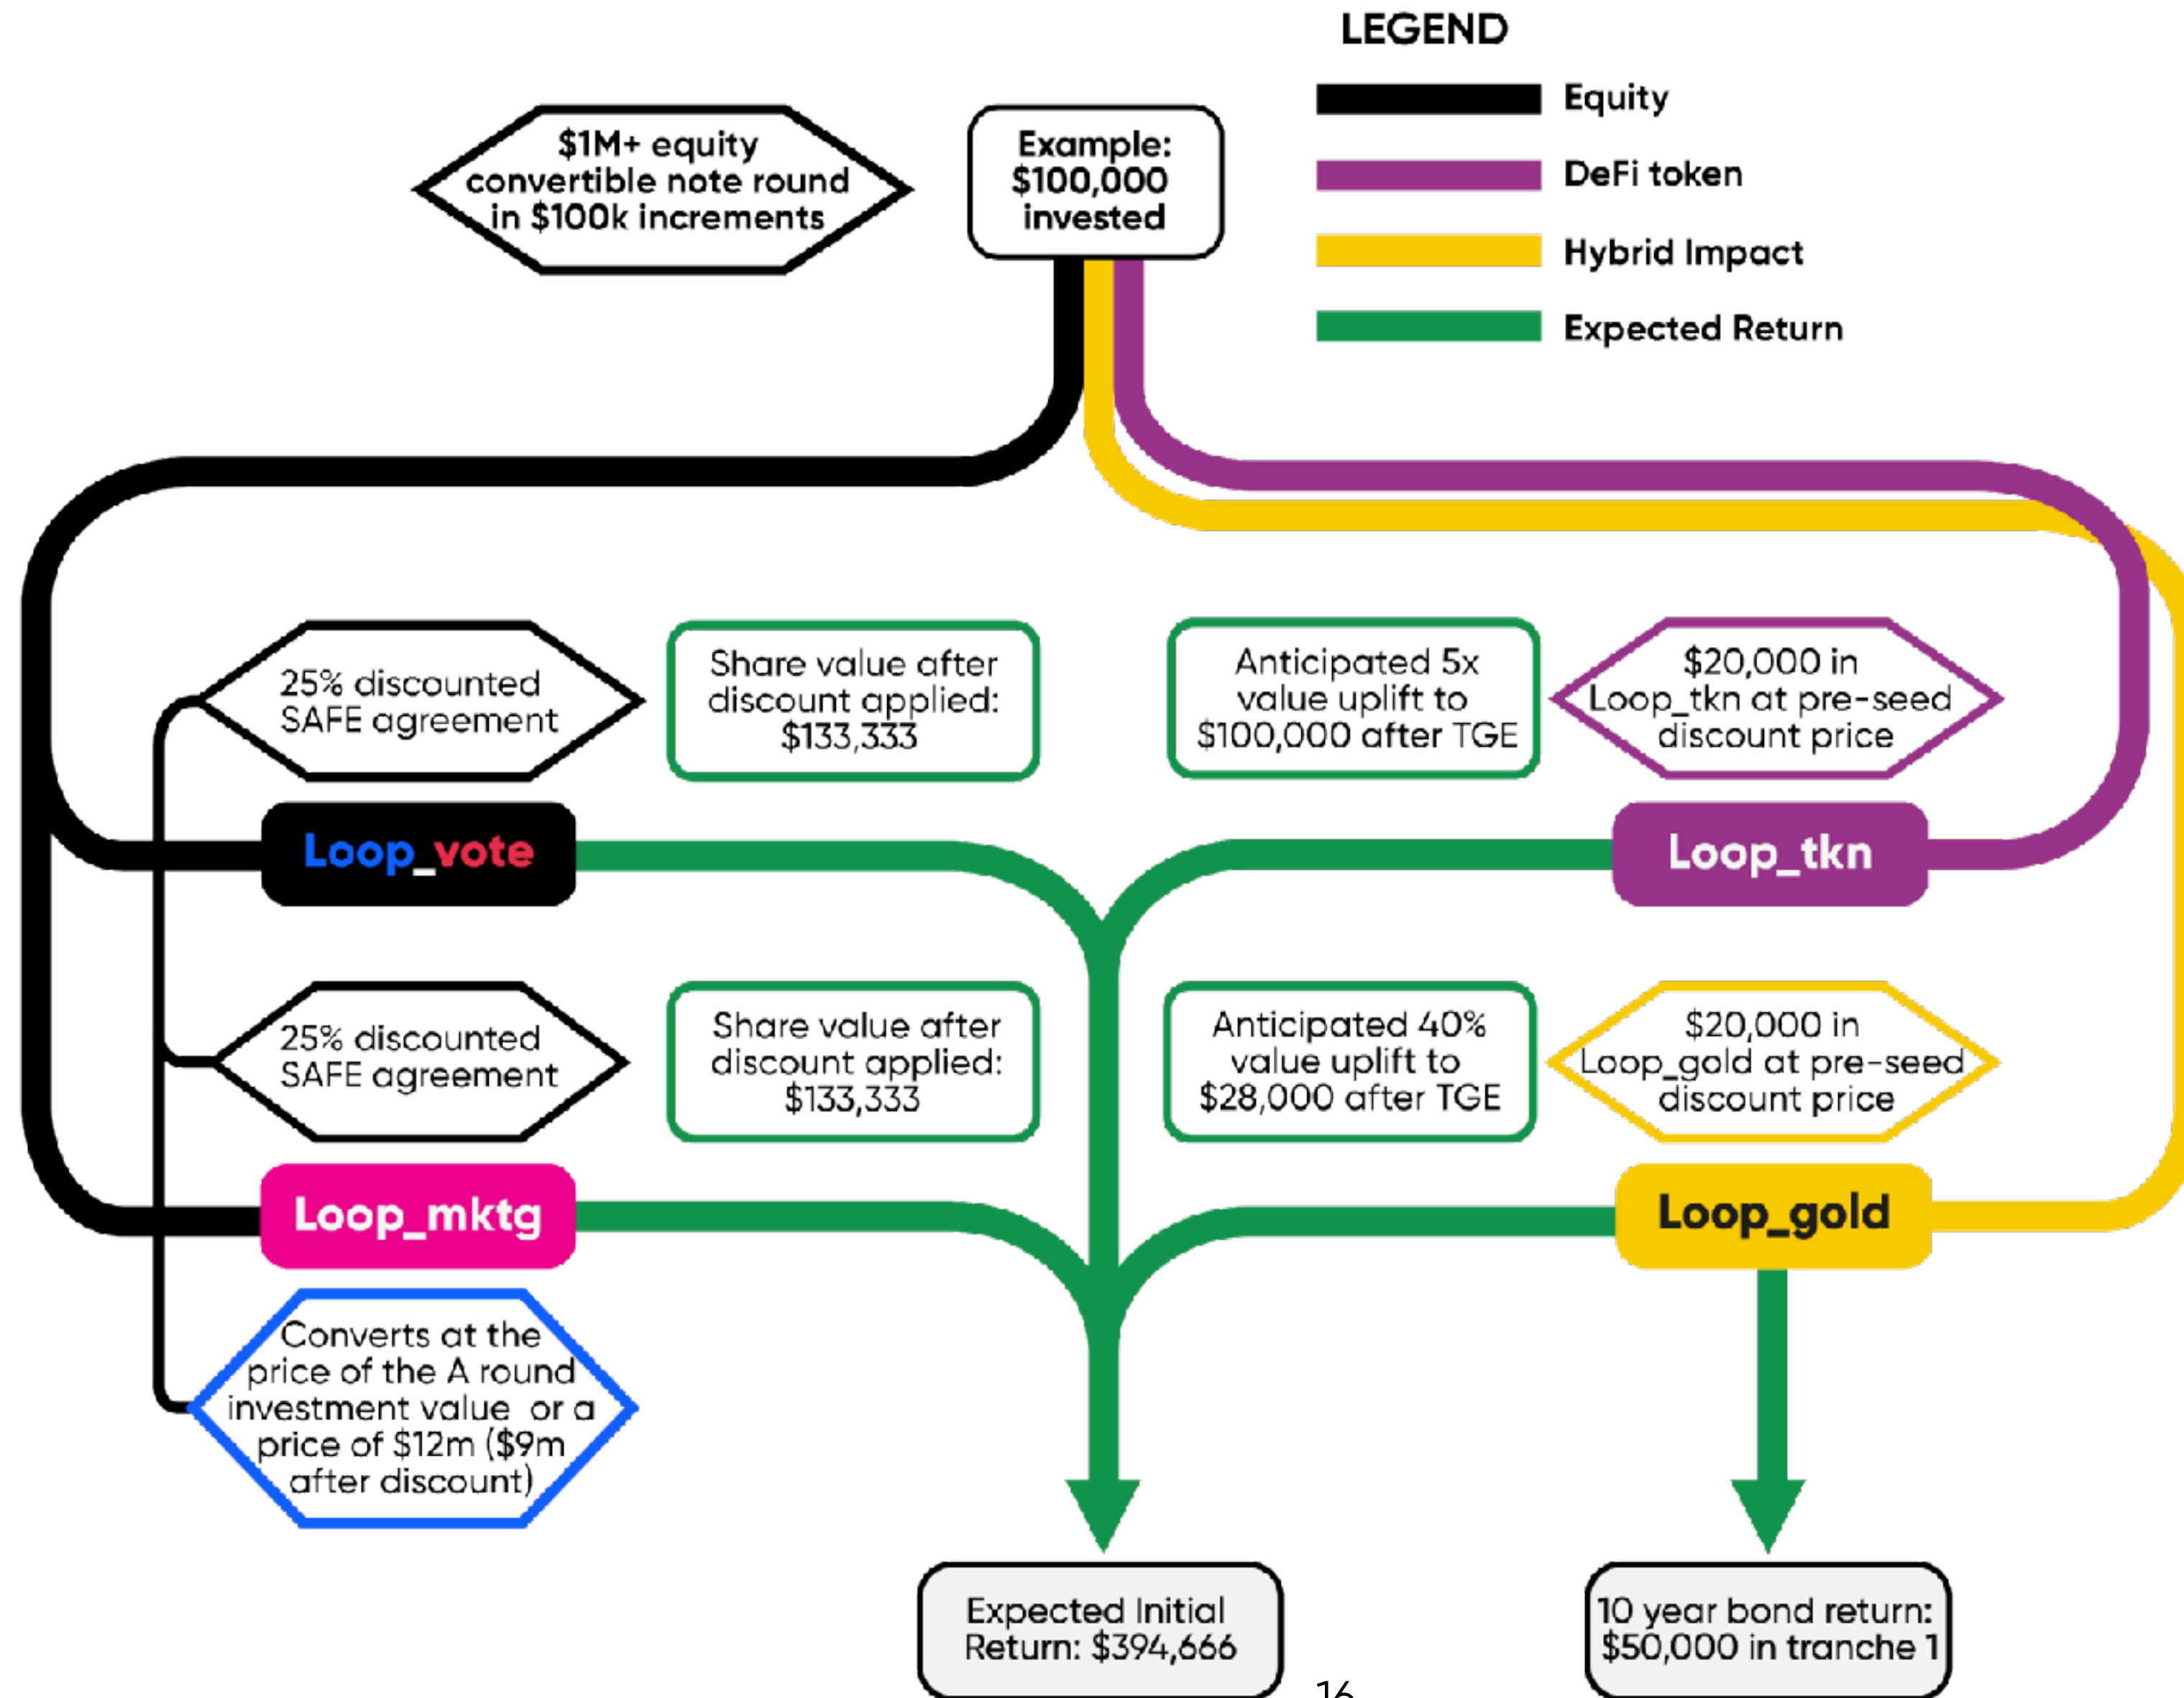 LEGEND
Equity
DeFi token
Hybrid Impact
Expected Return
$1M+ equity
convertible note round
in $100k increments
Example:
$100,000
invested
25% discounted
SAFE agreement
Share value after
discount applied:
$133,333
Anticipated 5x
value uplift to
$100,000 after TGE
$20,000 in
Loop_tkn at pre-seed
discount price
Loop_vote
Loop_tkn
25% discounted
SAFE agreement
Share value after
discount applied:
$133,333
Anticipated 40%
value uplift to
$28,000 after TGE
$20,000 in
Loop_gold at pre-seed
discount price
Loop_mktg
Loop_gold
Converts at the
price of the A round
investment value or a
price of $12m ($9m
after discount)
Expected Initial
Return: $394,666
10 year bond return:
$50,000 in tranche 1
16